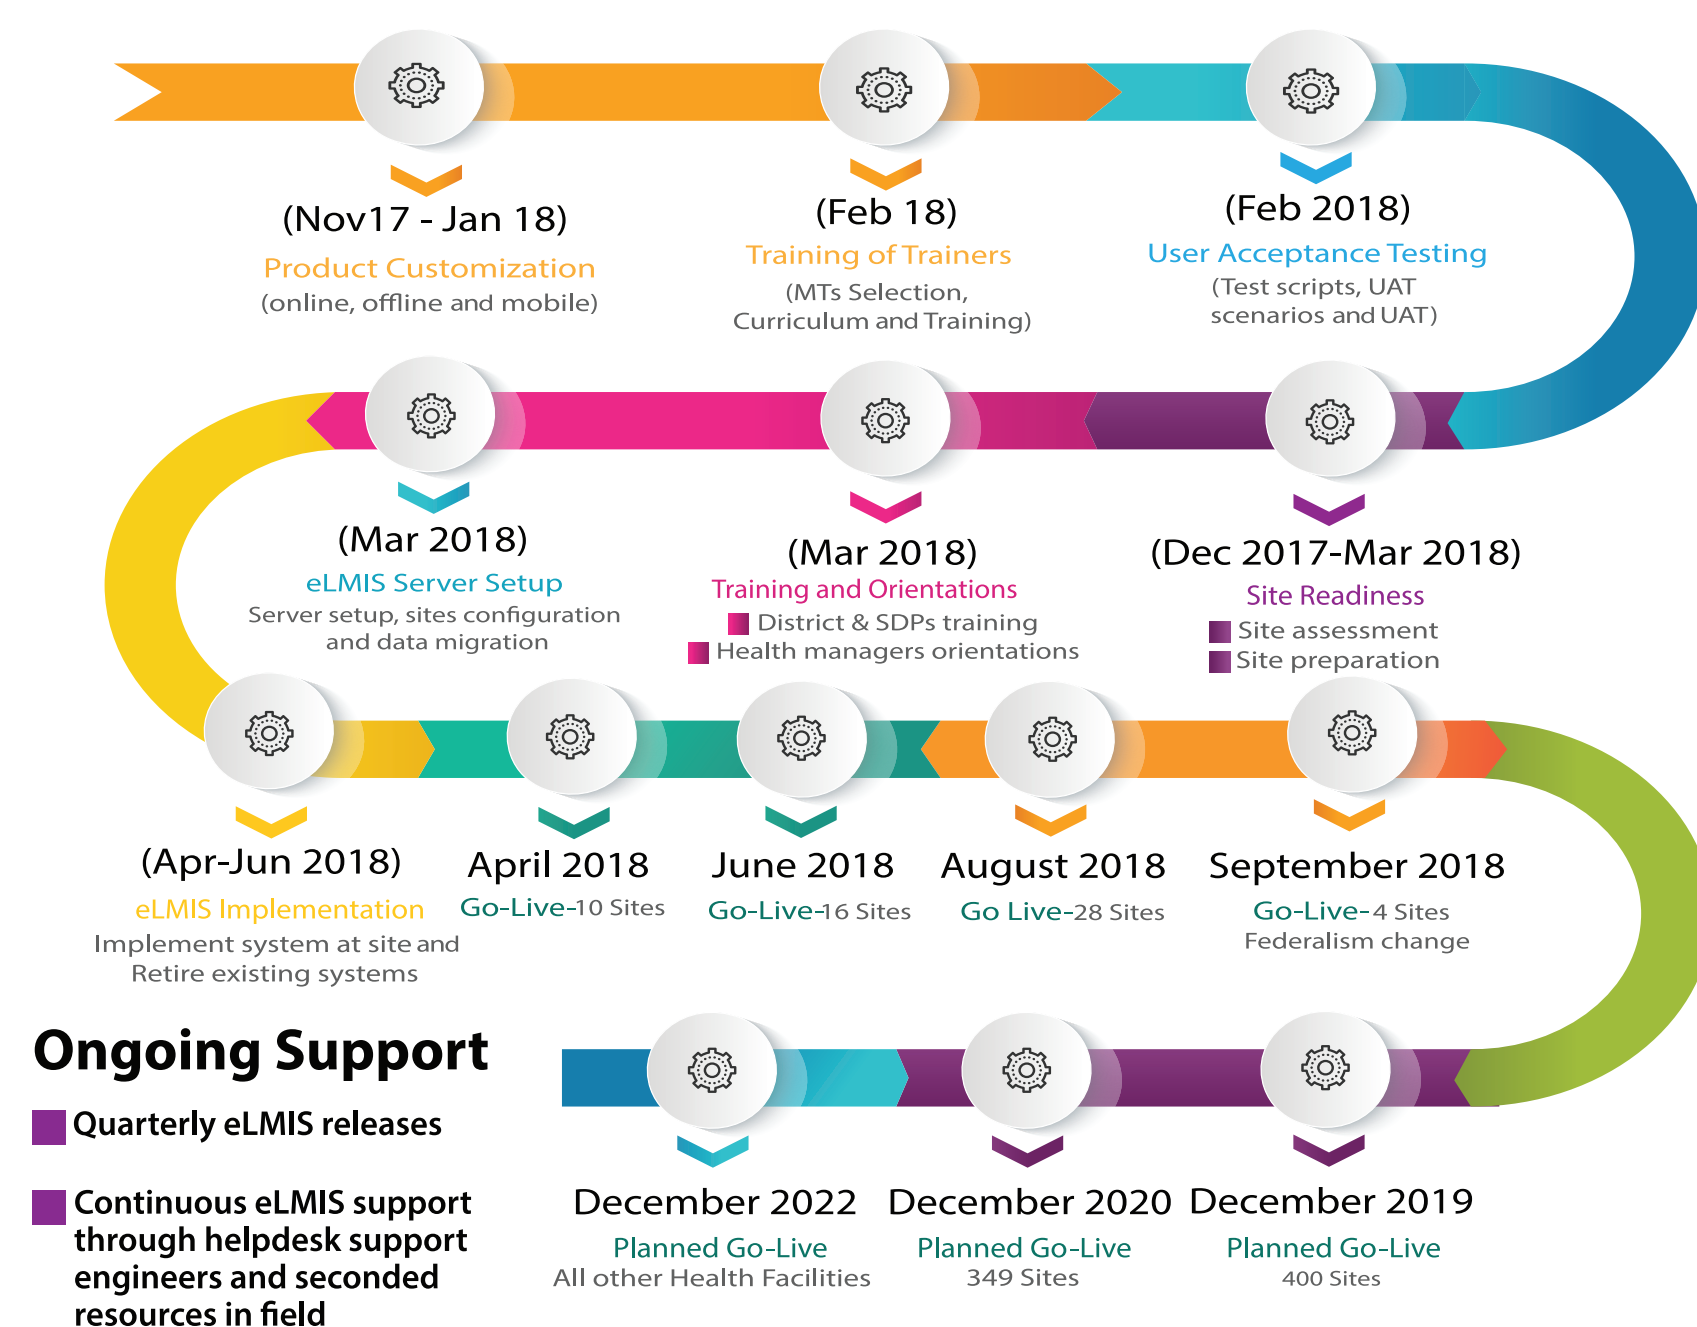 (Nov17 - Jan 18)
Product Customization
(online, offline and mobile)
(Feb 18)
Training of Trainers
(MTs Selection,
Curriculum and Training)
(Feb 2018)
User Acceptance Testing
(Test scripts, UAT
scenarios and UAT)
(Mar 2018)
eLMIS Server Setup
Server setup, sites configuration
and data migration
(Mar 2018)
Training and Orientations
District & SDPs training
Health managers orientations
(Dec 2017-Mar 2018)
Site Readiness
Site assessment
Site preparation
(Apr-Jun 2018)
eLMIS Implementation
Implement system at site and
Retire existing systems
April 2018
Go-Live-10 Sites
June 2018
Go-Live-16 Sites
August 2018
Go Live-28 Sites
September 2018
Go-Live-4 Sites
Federalism change
Ongoing Support
Quarterly eLMIS releases
Continuous eLMIS support
through helpdesk support
engineers and seconded
resources in field
December 2022
Planned Go-Live
All other Health Facilities
December 2020
Planned Go-Live
349 Sites
December 2019
Planned Go-Live
400 Sites